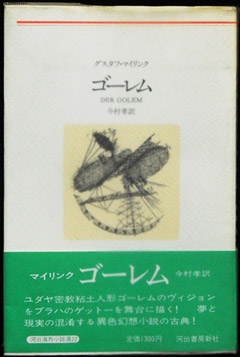 グスタフ・マイリンク
ゴーレム
DER GOLEM
今村孝訳
マイリンク ゴーレム 今村孝訳
ユダヤ密教粘土人形ゴーレムのヴィジョン
をプラハのゲットーを舞台に描く! 夢と
現実の混淆する異色幻想小説の古典!
河出海外小説選22
定価1300円
河出書房新社